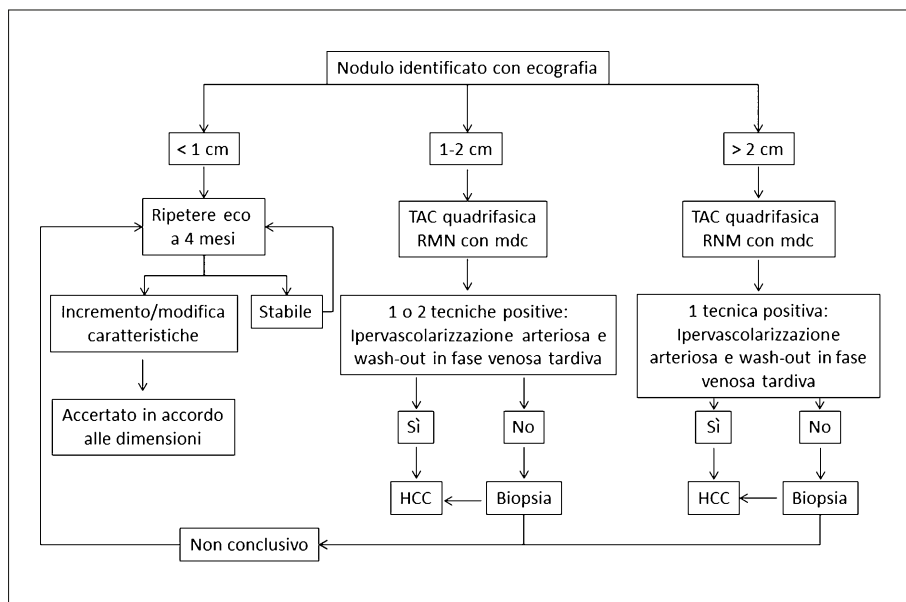 Nodulo identificato con ecografia
< 1 cm
1-2 cm
> 2 cm
Ripetere eco
a 4 mesi
TAC quadrifasica
RMN con mdc
TAC quadrifasica
RNM con mdc
Incremento/modifica
caratteristiche
Stabile
1 o 2 tecniche positive:
Ipervascolarizzazione arteriosa e
wash-out in fase venosa tardiva
1 tecnica positiva:
Ipervascolarizzazione
arteriosa e wash-out in fase
venosa tardiva
Accertato in accordo
alle dimensioni
Sì
No
Sì
No
HCC
Biopsia
HCC
Biopsia
Non conclusivo